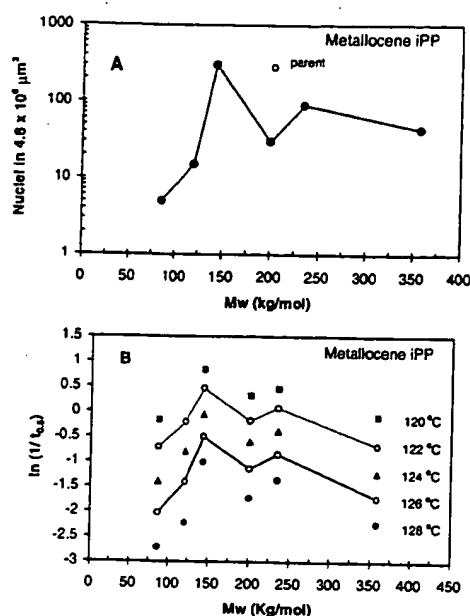 1000
100
10
1
Nuclei in 4.6 x 10⁶ µm³
A
Metallocene iPP
parent
0 50 100 150 200 250 300 350 400
Mw (kg/mol)
1.5
1
0.5
0
-0.5
-1
-1.5
-2
-2.5
-3
ln (1/ t0.5)
B
Metallocene iPP
120 °C
122 °C
124 °C
126 °C
128 °C
0 50 100 150 200 250 300 350 400 450
Mw (Kg/mol)